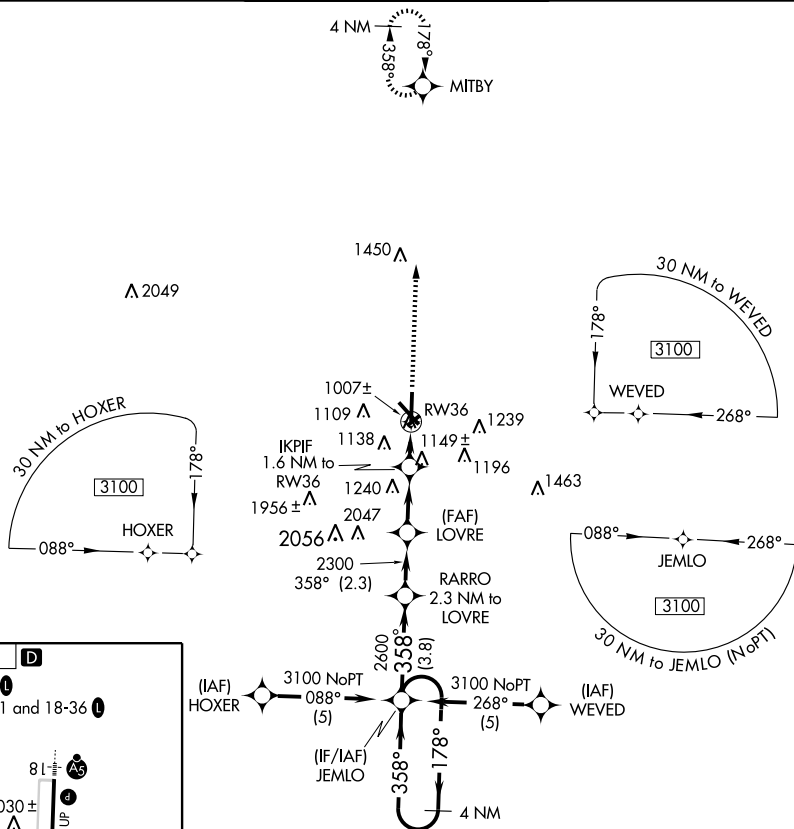 4 NM
358°
178°
MITBY
1450
2049
30 NM to WEVED
178°
3100
WEVED
268°
1007±
1109
RW36
1239
1138
1149±
1196
IKPIF
1.6 NM to
RW36
1240
1463
1956±
2056
2047
(FAF)
LOVRE
30 NM to HOXER
178°
3100
HOXER
088°
088°
268°
JEMLO
3100
30 NM to JEMLO (NoPT)
2300
358° (2.3)
RARRO
2.3 NM to
LOVRE
2600
358°
(3.8)
(IAF)
HOXER
3100 NoPT
088°
(5)
3100 NoPT
268°
(5)
(IAF)
WEVED
(IF/IAF)
JEMLO
358°
178°
4 NM
D
L
1 and 18-36 L
18
A5
P
030 ±
UP